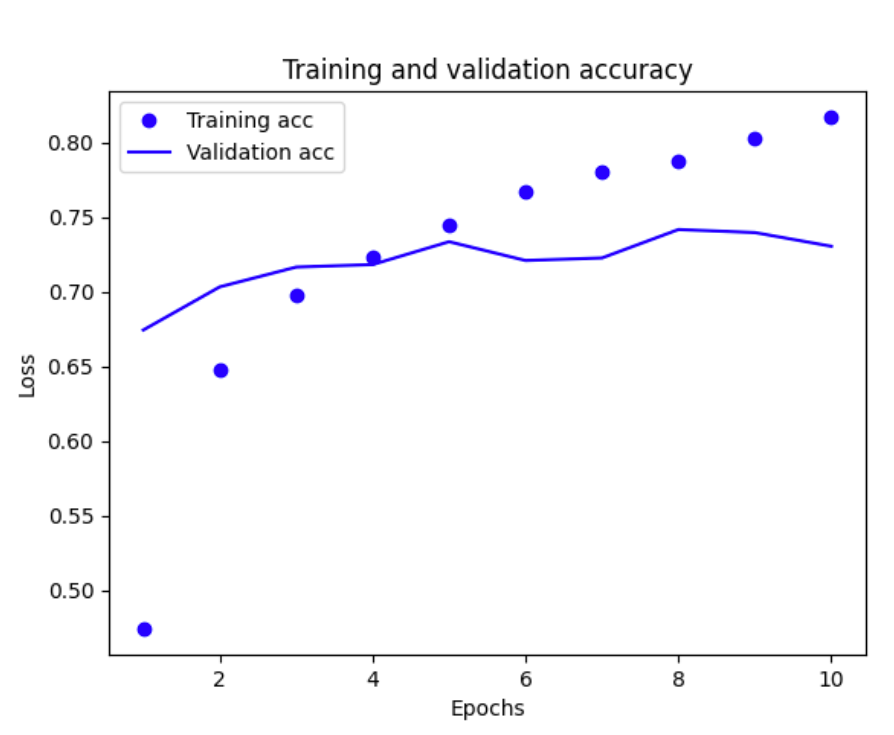 Training and validation accuracy
Training acc
Validation acc
0.80
0.75
0.70
0.65
0.60
0.55
0.50
Loss
2 4 6 8 10
Epochs